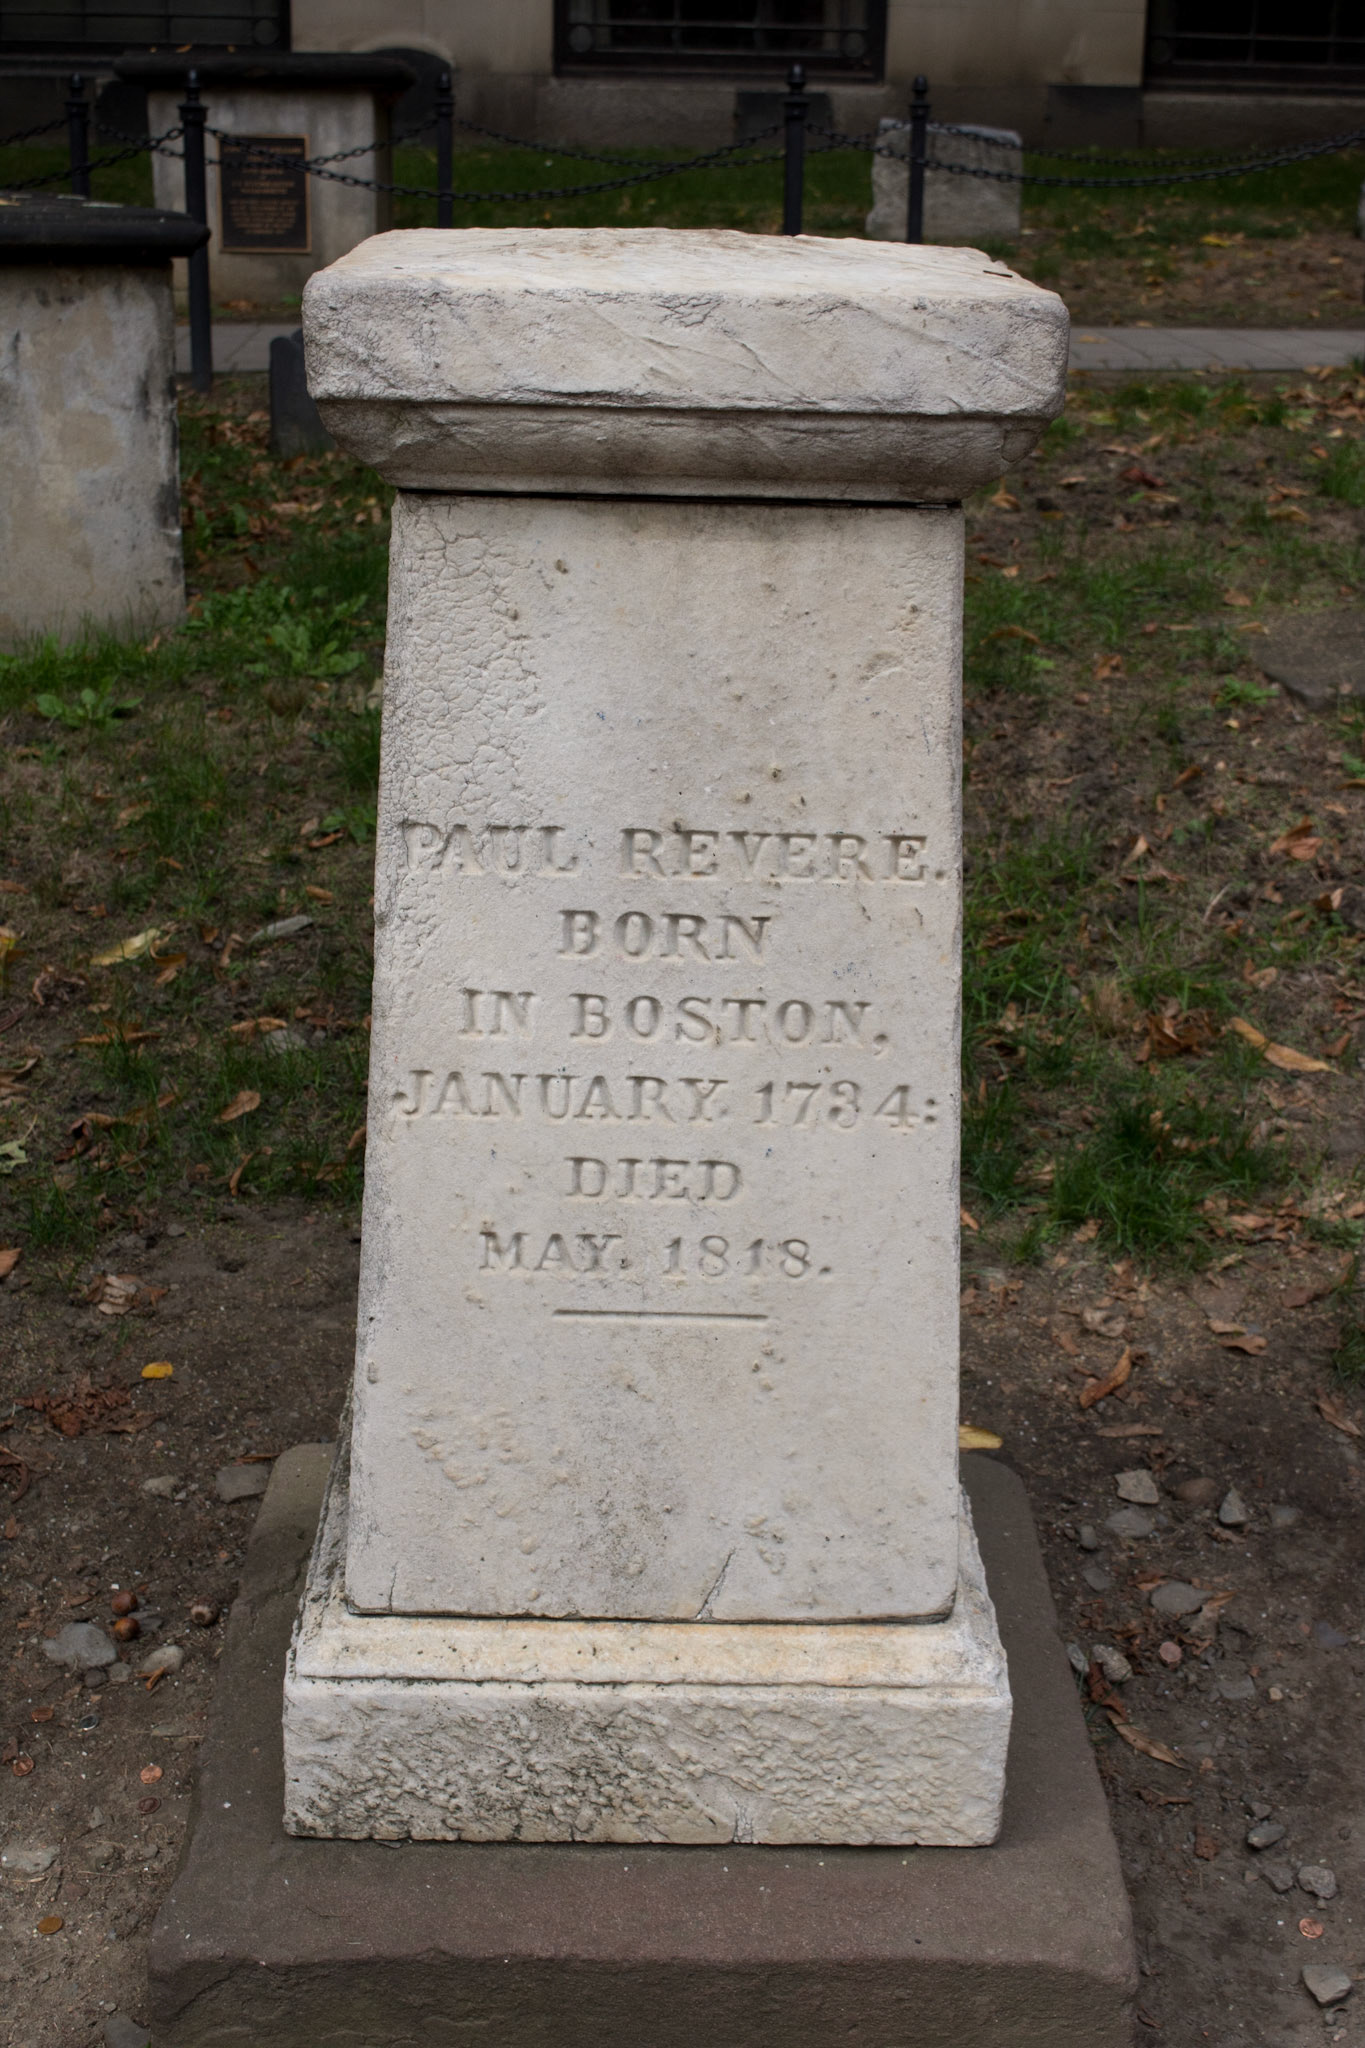 PAUL REVERE.
BORN
IN BOSTON,
JANUARY 1734:
DIED
MAY. 1818.